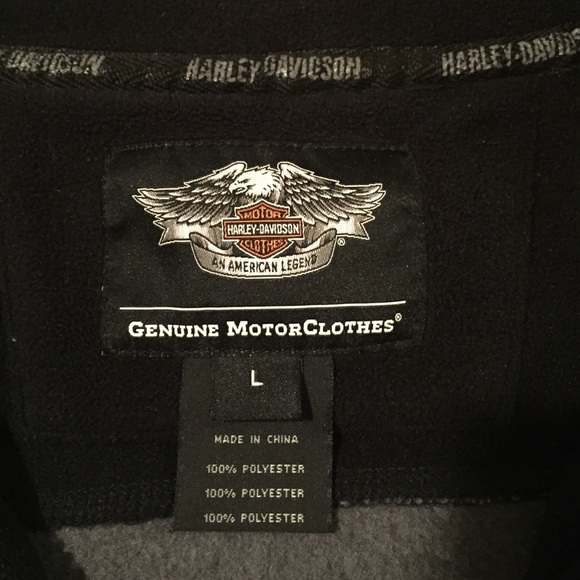 DAVIDSON HARLEY-DAVIDSON HARLEY-DAVIDS
MOTOR
HARLEY-DAVIDSON
CLOTHES
®
AN AMERICAN LEGEND
GENUINE MOTORCLOTHES®
L
MADE IN CHINA
100% POLYESTER
100% POLYESTER
100% POLYESTER